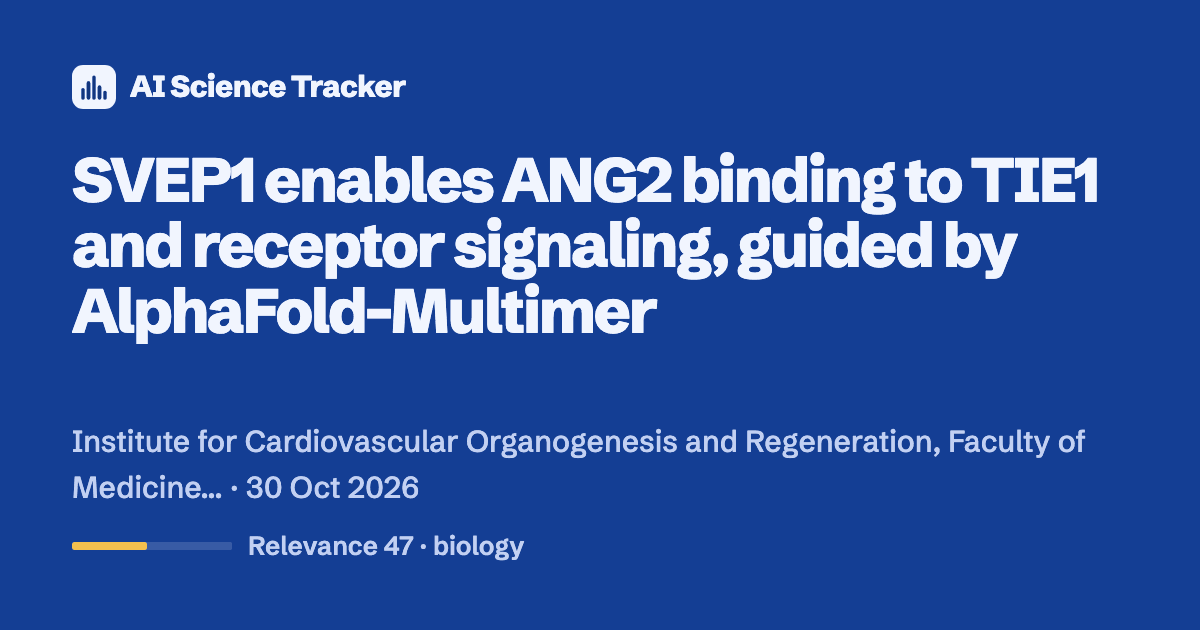 AI Science Tracker
SVEP1 enables ANG2 binding to TIE1
and receptor signaling, guided by
AlphaFold-Multimer
Institute for Cardiovascular Organogenesis and Regeneration, Faculty of
Medicine... · 30 Oct 2026
Relevance 47 · biology